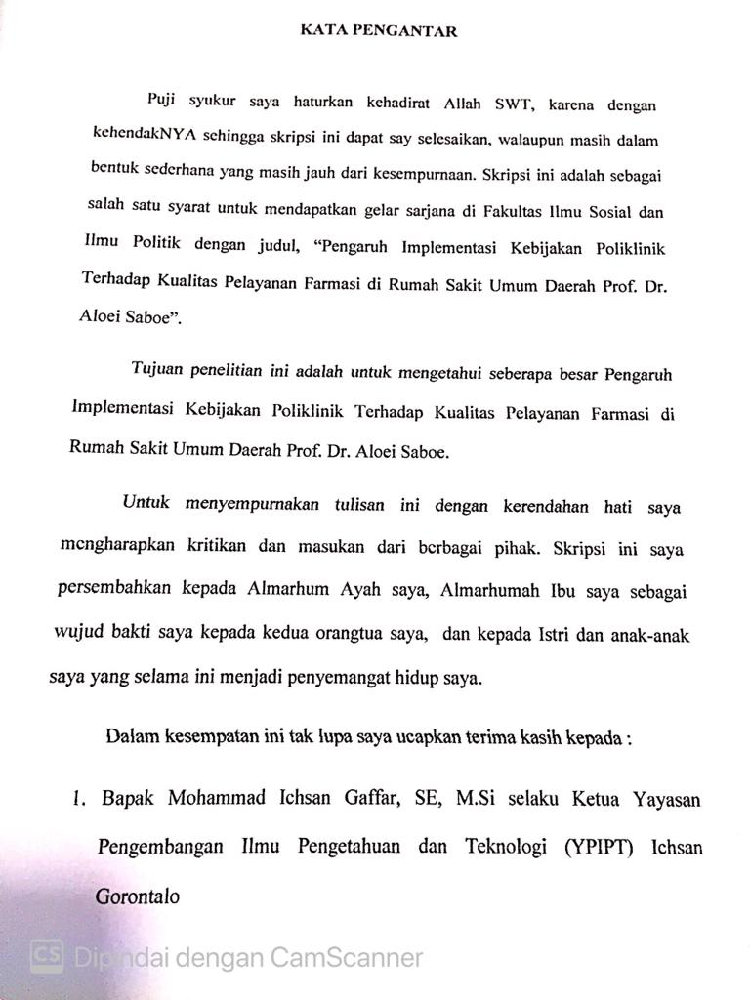 KATA PENGANTAR
Puji syukur saya haturkan kehadirat Allah SWT, karena dengan
kehendakNYA sehingga skripsi ini dapat say selesaikan, walaupun masih dalam
bentuk sederhana yang masih jauh dari kesempurnaan. Skripsi ini adalah sebagai
salah satu syarat untuk mendapatkan gelar sarjana di Fakultas Ilmu Sosial dan
Ilmu Politik dengan judul, “Pengaruh Implementasi Kebijakan Poliklinik
Terhadap Kualitas Pelayanan Farmasi di Rumah Sakit Umum Daerah Prof. Dr.
Aloei Saboe”.
Tujuan penelitian ini adalah untuk mengetahui seberapa besar Pengaruh
Implementasi Kebijakan Poliklinik Terhadap Kualitas Pelayanan Farmasi di
Rumah Sakit Umum Daerah Prof. Dr. Aloei Saboe.
Untuk menyempurnakan tulisan ini dengan kerendahan hati saya
mengharapkan kritikan dan masukan dari berbagai pihak. Skripsi ini saya
persembahkan kepada Almarhum Ayah saya, Almarhumah Ibu saya sebagai
wujud bakti saya kepada kedua orangtua saya, dan kepada Istri dan anak-anak
saya yang selama ini menjadi penyemangat hidup saya.
Dalam kesempatan ini tak lupa saya ucapkan terima kasih kepada :
1. Bapak Mohammad Ichsan Gaffar, SE, M.Si selaku Ketua Yayasan
Pengembangan Ilmu Pengetahuan dan Teknologi (YPIPT) Ichsan
Gorontalo
CS Dipindai dengan CamScanner